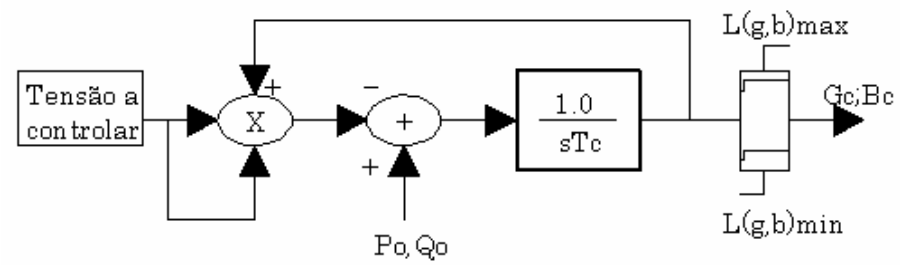 L(g,b)max
Tensão a
controlar
+
X
−
+
+
1.0
sTc
Gc;Bc
L(g,b)min
Po,Qo